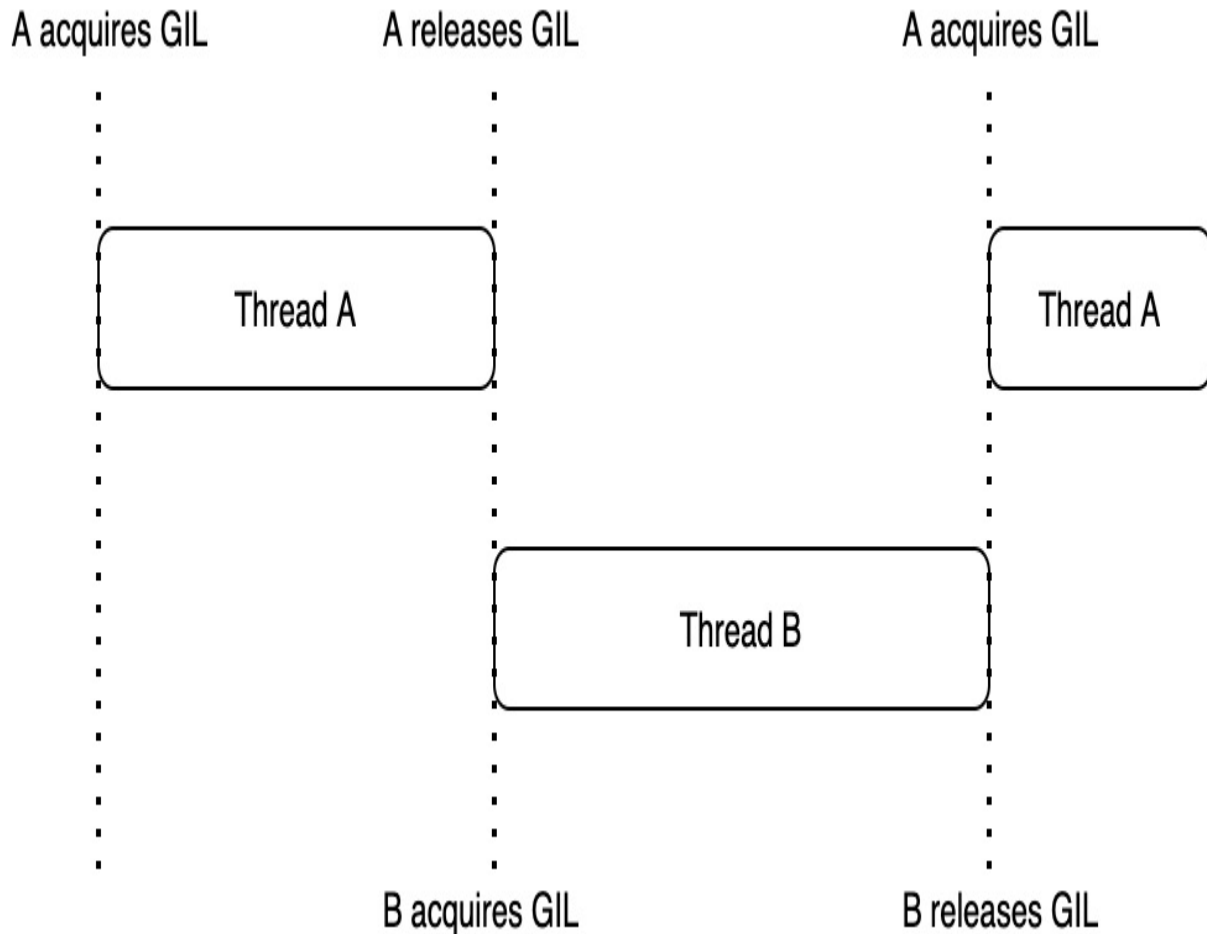 A acquires GIL
A releases GIL
A acquires GIL
Thread A
Thread A
Thread B
B acquires GIL
B releases GIL